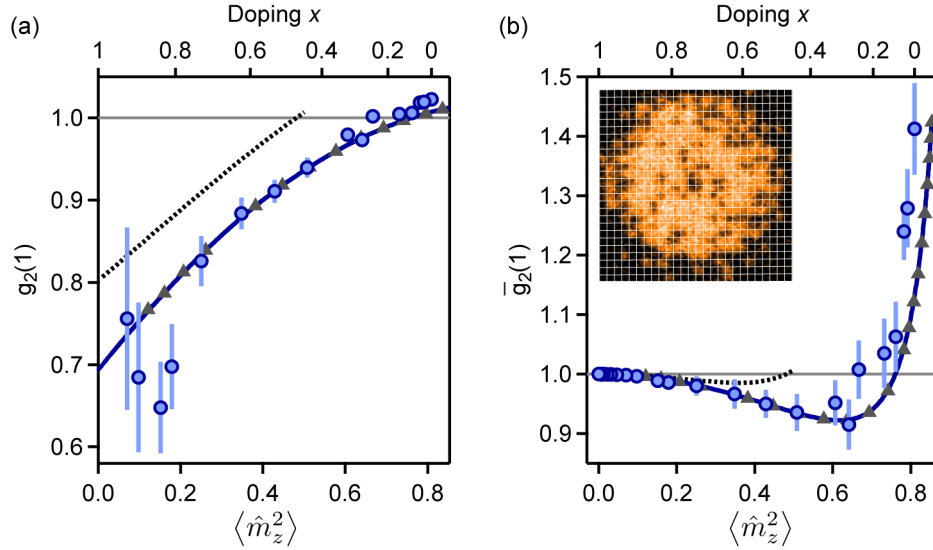 (a)
Doping x
1 0.8 0.6 0.4 0.2 0
g₂(1)
1.0
0.9
0.8
0.7
0.6
0.0 0.2 0.4 0.6 0.8
⟨m̂_z²⟩
(b)
Doping x
1 0.8 0.6 0.4 0.2 0
g̅₂(1)
1.5
1.4
1.3
1.2
1.1
1.0
0.9
0.0 0.2 0.4 0.6 0.8
⟨m̂_z²⟩